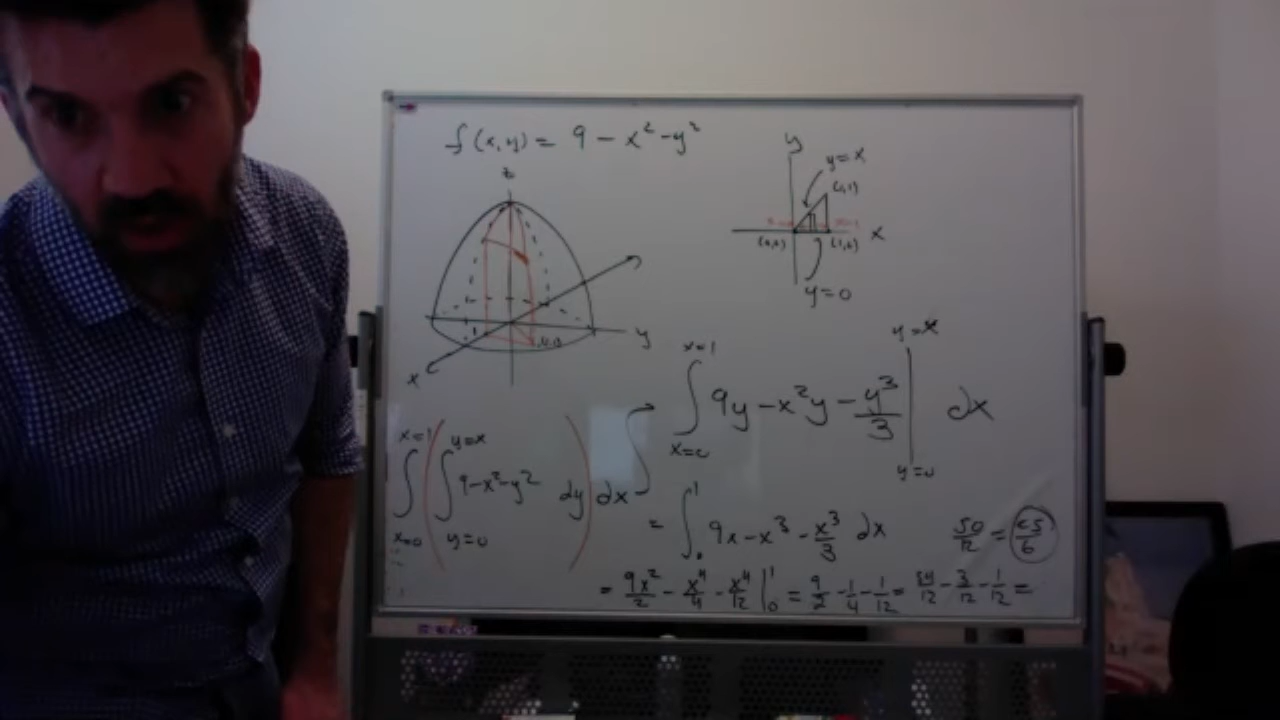 f(x,y) = 9 - x² - y²
z
y
x
y
y=x
(1,1)
x
(0,0)
(1,0)
y=0
x=1
y=x
∫ ( ∫ 9-x²-y² dy ) dx
x=0
y=0
x=1
y=x
∫ 9y - x²y - y³/3 | dx
x=0
y=0
= ∫₀¹ 9x - x³ - x³/3 dx
50/12 = 25/6
= 9x²/2 - x⁴/4 - x⁴/12 |₀¹ = 9/2 - 1/4 - 1/12 = 54/12 - 3/12 - 1/12 =